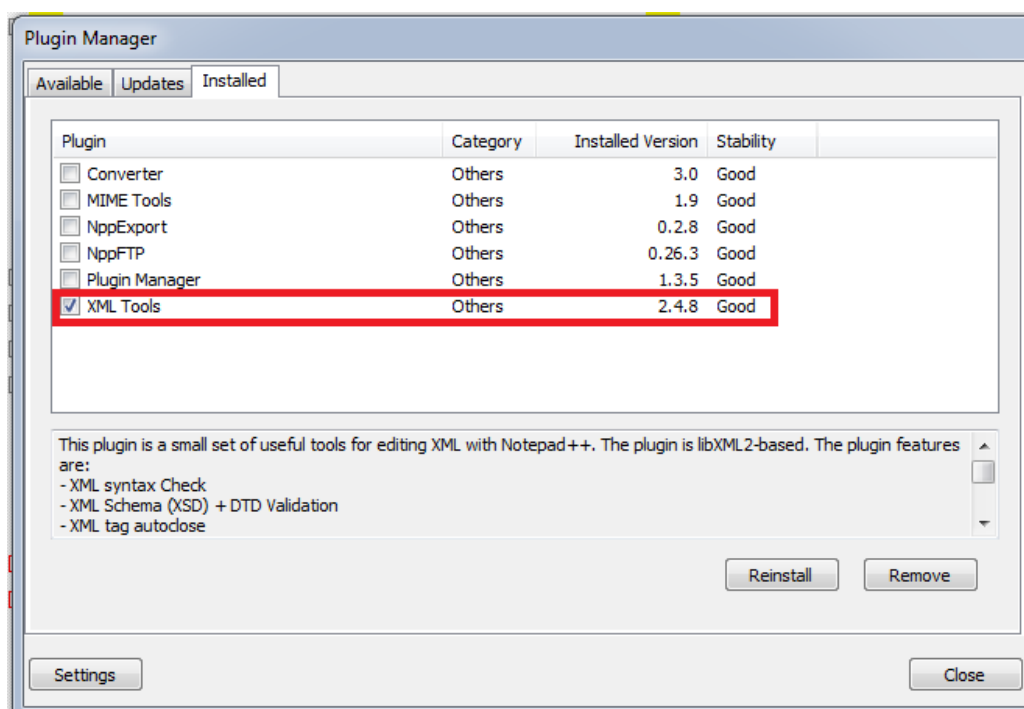 Plugin Manager
Available Updates Installed
Plugin Category Installed Version Stability
Converter Others 3.0 Good
MIME Tools Others 1.9 Good
NppExport Others 0.2.8 Good
NppFTP Others 0.26.3 Good
Plugin Manager Others 1.3.5 Good
XML Tools Others 2.4.8 Good
This plugin is a small set of useful tools for editing XML with Notepad++. The plugin is libXML2-based. The plugin features
are:
- XML syntax Check
- XML Schema (XSD) + DTD Validation
- XML tag autoclose
Reinstall Remove
Settings Close